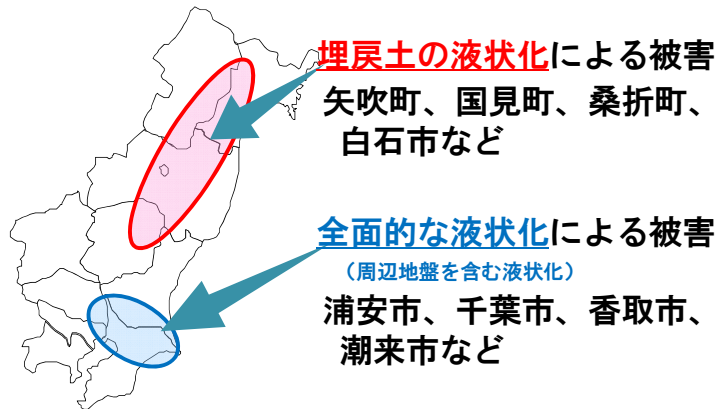 埋戻土の液状化による被害
矢吹町、国見町、桑折町、
白石市など
全面的な液状化による被害
（周辺地盤を含む液状化）
浦安市、千葉市、香取市、
潮来市など